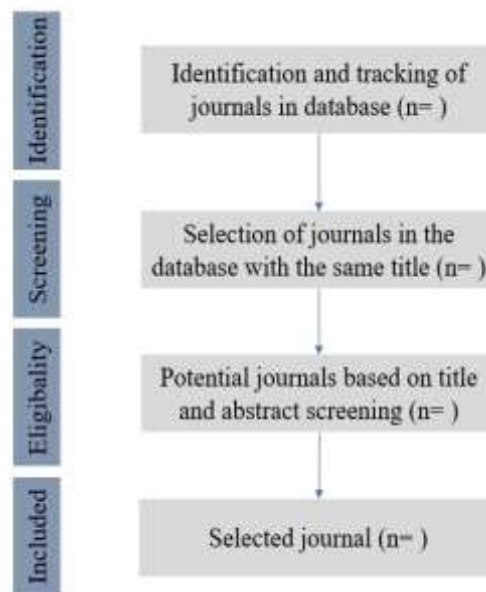 Identification
Identification and tracking of
journals in database (n= )
Screening
Selection of journals in the
database with the same title (n= )
Eligibality
Potential journals based on title
and abstract screening (n= )
Included
Selected journal (n= )